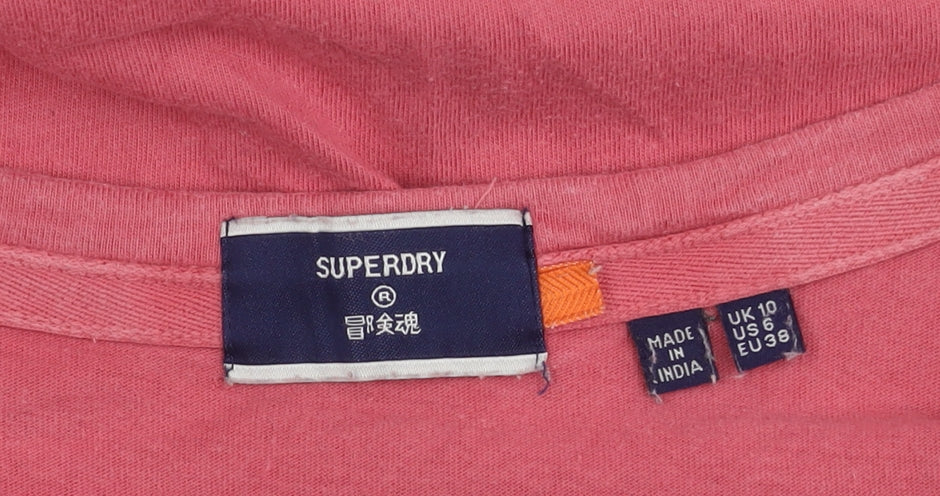 SUPERDRY
®
冒険魂
MADE
IN
INDIA
UK 10
US 6
EU 38